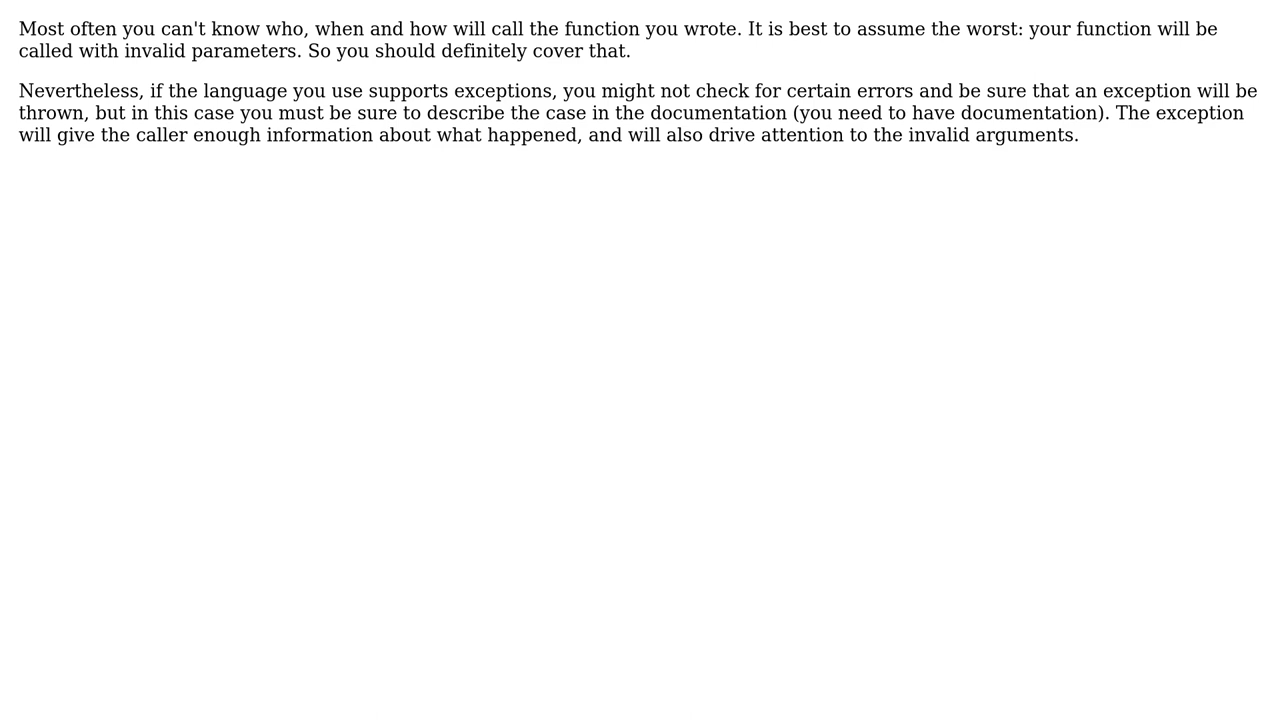 Most often you can't know who, when and how will call the function you wrote. It is best to assume the worst: your function will be
called with invalid parameters. So you should definitely cover that.
Nevertheless, if the language you use supports exceptions, you might not check for certain errors and be sure that an exception will be
thrown, but in this case you must be sure to describe the case in the documentation (you need to have documentation). The exception
will give the caller enough information about what happened, and will also drive attention to the invalid arguments.